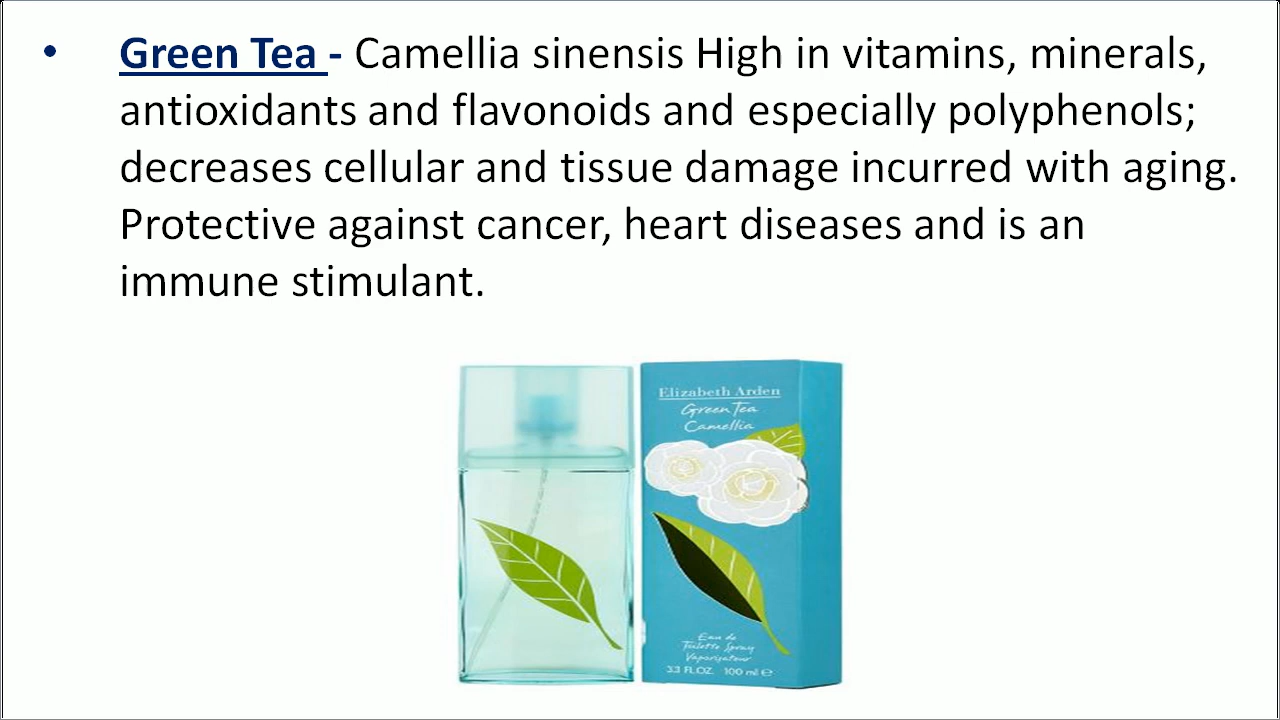 • Green Tea - Camellia sinensis High in vitamins, minerals,
antioxidants and flavonoids and especially polyphenols;
decreases cellular and tissue damage incurred with aging.
Protective against cancer, heart diseases and is an
immune stimulant.
Elizabeth Arden
Green Tea
Camellia
Eau de
Toilette Spray
Vaporisateur
3.3 FL.OZ. 100 ml e